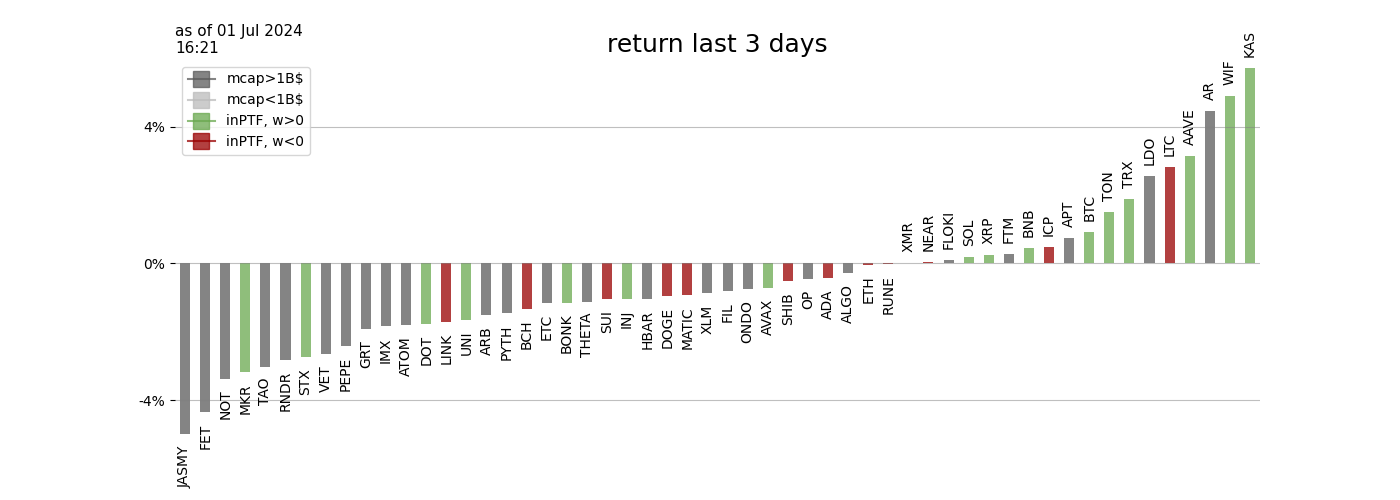 as of 01 Jul 2024
16:21
return last 3 days
mcap>1B$
mcap<1B$
inPTF, w>0
inPTF, w<0
4%
0%
-4%
JASMY
FET
NOT
MKR
TAO
RNDR
STX
VET
PEPE
GRT
IMX
ATOM
DOT
LINK
UNI
ARB
PYTH
BCH
ETC
BONK
THETA
SUI
INJ
HBAR
DOGE
MATIC
XLM
FIL
ONDO
AVAX
SHIB
OP
ADA
ALGO
ETH
RUNE
XMR
NEAR
FLOKI
SOL
XRP
FTM
BNB
ICP
APT
BTC
TON
TRX
LDO
LTC
AAVE
AR
WIF
KAS